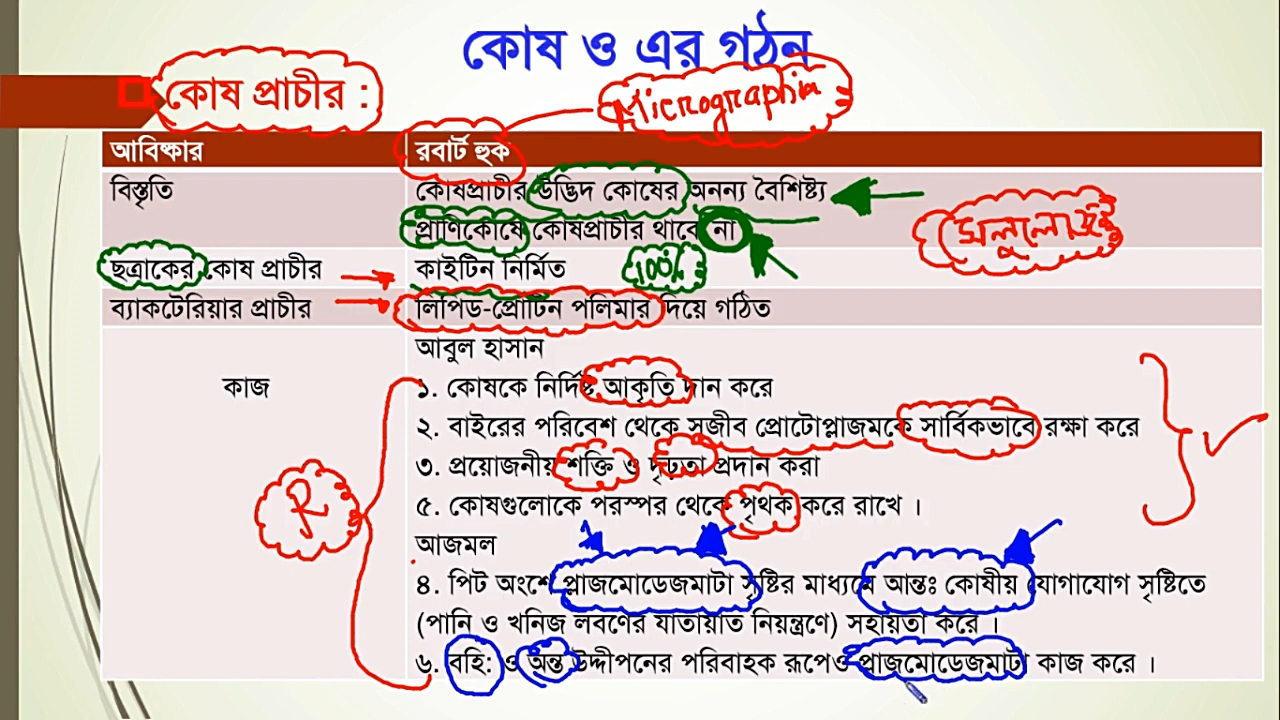 কোষ ও এর গঠন
কোষ প্রাচীর :
Micrographia
আবিষ্কার রবার্ট হুক
বিস্তৃতি কোষপ্রাচীর উদ্ভিদ কোষের অনন্য বৈশিষ্ট্য
প্রাণিকোষে কোষপ্রাচীর থাকে না
ছত্রাকের কোষ প্রাচীর কাইটিন নির্মিত 100%
ব্যাকটেরিয়ার প্রাচীর লিপিড-প্রোটিন পলিমার দিয়ে গঠিত
আবুল হাসান
কাজ ১. কোষকে নির্দিষ্ট আকৃতি দান করে
২. বাইরের পরিবেশ থেকে সজীব প্রোটোপ্লাজমকে সার্বিকভাবে রক্ষা করে
৩. প্রয়োজনীয় শক্তি ও দৃঢ়তা প্রদান করা
R
৫. কোষগুলোকে পরস্পর থেকে পৃথক করে রাখে ।
আজমল
৪. পিট অংশে প্লাজমোডেজমাটা সৃষ্টির মাধ্যমে আন্তঃ কোষীয় যোগাযোগ সৃষ্টিতে
(পানি ও খনিজ লবণের যাতায়াত নিয়ন্ত্রণে) সহায়তা করে ।
৬. বহি: ও অন্ত উদ্দীপনের পরিবাহক রূপেও প্লাজমোডেজমাটা কাজ করে ।